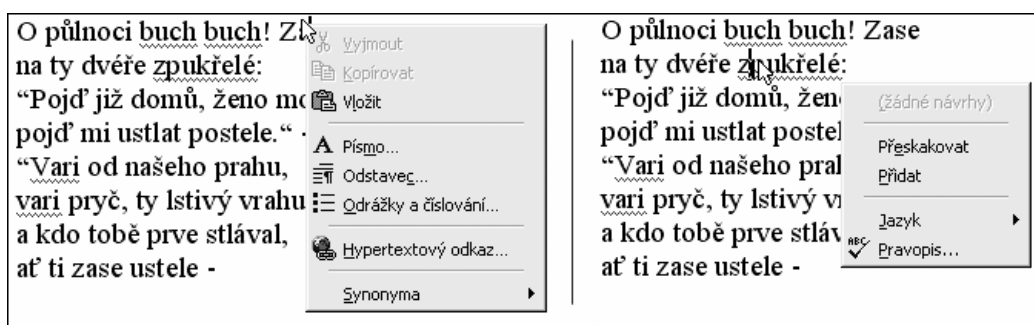 O půlnoci buch buch! Z
na ty dvéře zpukřelé:
“Pojď již domů, ženo mo
pojď mi ustlat postele.“ -
“Vari od našeho prahu,
vari pryč, ty lstivý vrahu
a kdo tobě prve stlával,
ať ti zase ustele -
Vyjmout
Kopírovat
Vložit
Písmo...
Odstavec...
Odrážky a číslování...
Hypertextový odkaz...
Synonyma
O půlnoci buch buch! Zase
na ty dvéře zpukřelé:
“Pojď již domů, žen
pojď mi ustlat postel
“Vari od našeho prah
vari pryč, ty lstivý v
a kdo tobě prve stláv
ať ti zase ustele -
(žádné návrhy)
Přeskakovat
Přidat
Jazyk
Pravopis...